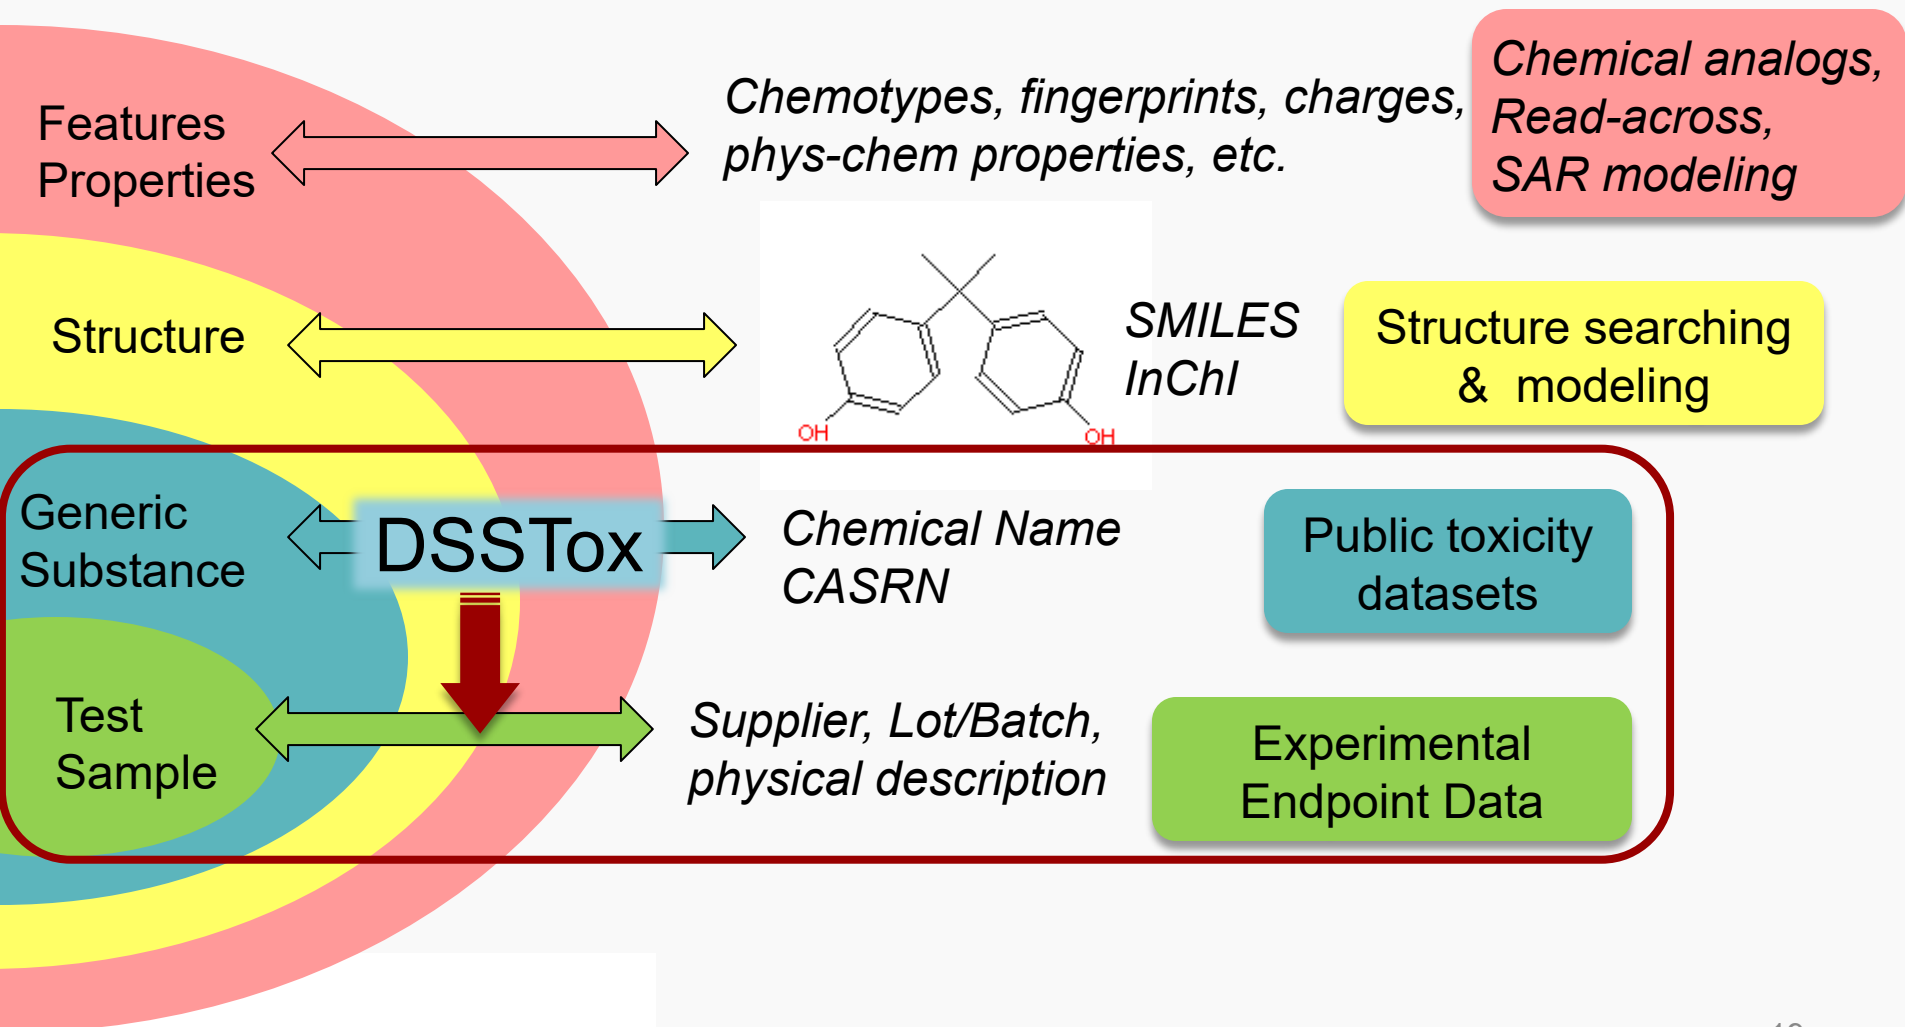 Features
Properties
Chemotypes, fingerprints, charges,
phys-chem properties, etc.
Chemical analogs,
Read-across,
SAR modeling
Structure
OH
OH
SMILES
InChI
Structure searching
& modeling
Generic
Substance
DSSTox
Chemical Name
CASRN
Public toxicity
datasets
Test
Sample
Supplier, Lot/Batch,
physical description
Experimental
Endpoint Data